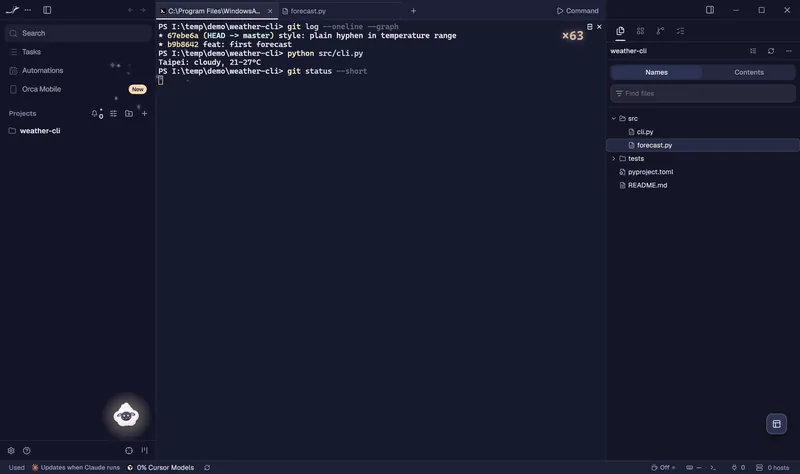 Search
Tasks
Automations
Orca Mobile
New
Projects
0
weather-cli
Used
Updates when Claude runs
0% Cursor Models
C:\Program Files\WindowsA...
forecast.py
Command
PS I:\temp\demo\weather-cli> git log --oneline --graph
* 67ebe6a (HEAD -> master) style: plain hyphen in temperature range
* b9b8642 feat: first forecast
PS I:\temp\demo\weather-cli> python src/cli.py
Taipei: cloudy, 21-27°C
PS I:\temp\demo\weather-cli> git status --short
×63
weather-cli
Names
Contents
Find files
src
cli.py
forecast.py
tests
pyproject.toml
README.md
Off
0
0 hosts